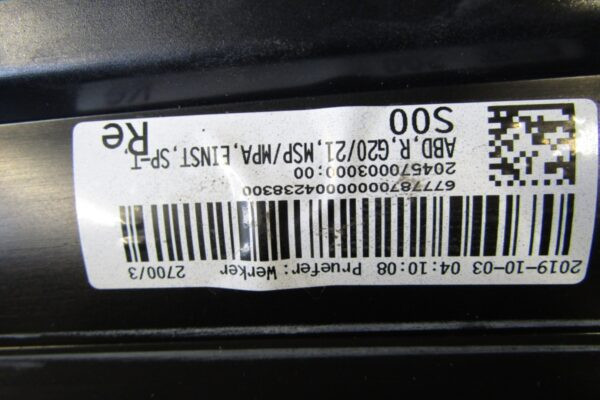 2019-10-03 04:10:08 Pruefer:Werker 2700/3
6777870000000004238300
204570003000:00
ABD,R,G20/21,MSP/MPA,EINST,SP-T
S00 Re